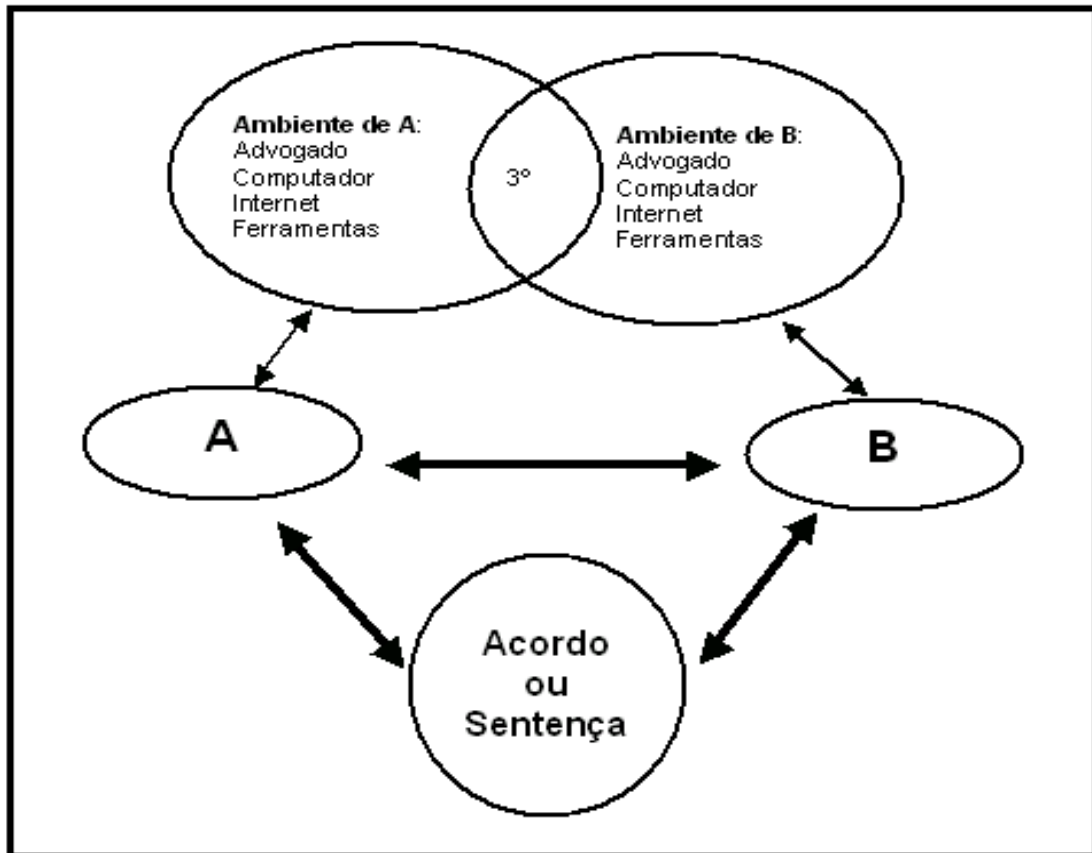 Ambiente de A:
Advogado
Computador
Internet
Ferramentas
3º
Ambiente de B:
Advogado
Computador
Internet
Ferramentas
A
B
Acordo
ou
Sentença